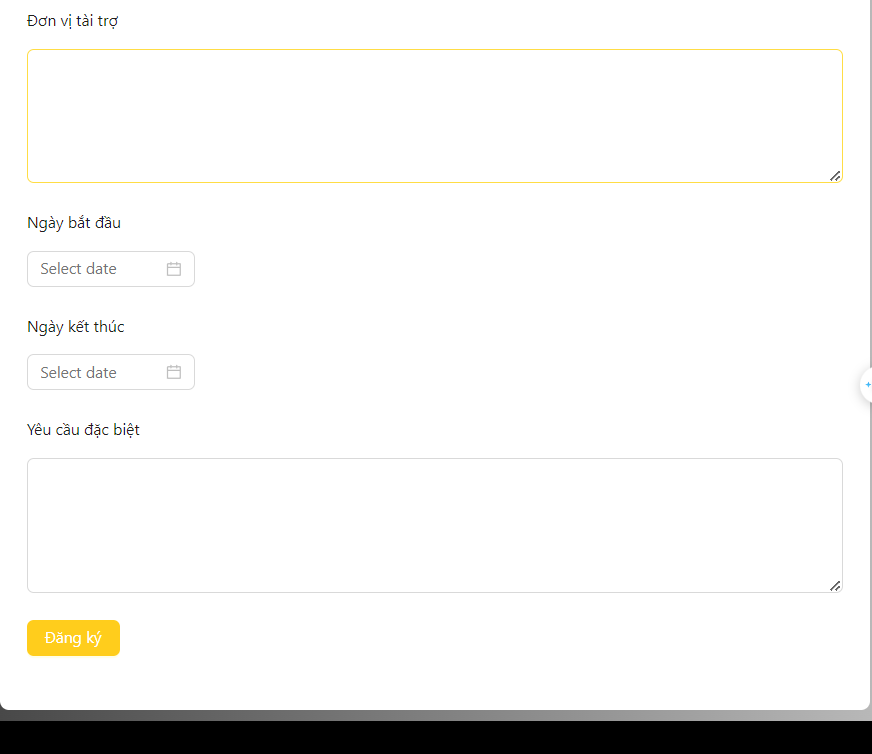 Đơn vị tài trợ
Ngày bắt đầu
Select date
Ngày kết thúc
Select date
Yêu cầu đặc biệt
Đăng ký